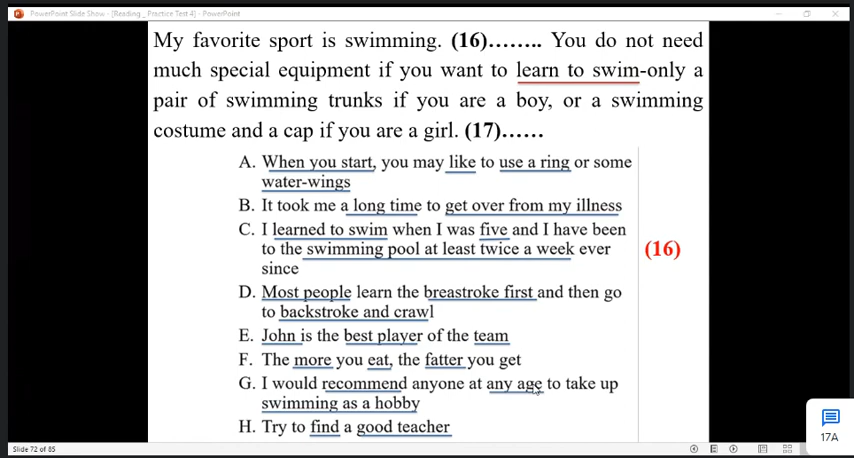 PowerPoint Slide Show - [Reading _ Practice Test 4] - PowerPoint
My favorite sport is swimming. (16)…….. You do not need
much special equipment if you want to learn to swim-only a
pair of swimming trunks if you are a boy, or a swimming
costume and a cap if you are a girl. (17)……
A. When you start, you may like to use a ring or some
water-wings
B. It took me a long time to get over from my illness
C. I learned to swim when I was five and I have been
to the swimming pool at least twice a week ever
since
(16)
D. Most people learn the breastroke first and then go
to backstroke and crawl
E. John is the best player of the team
F. The more you eat, the fatter you get
G. I would recommend anyone at any age to take up
swimming as a hobby
H. Try to find a good teacher
17A
Slide 72 of 85